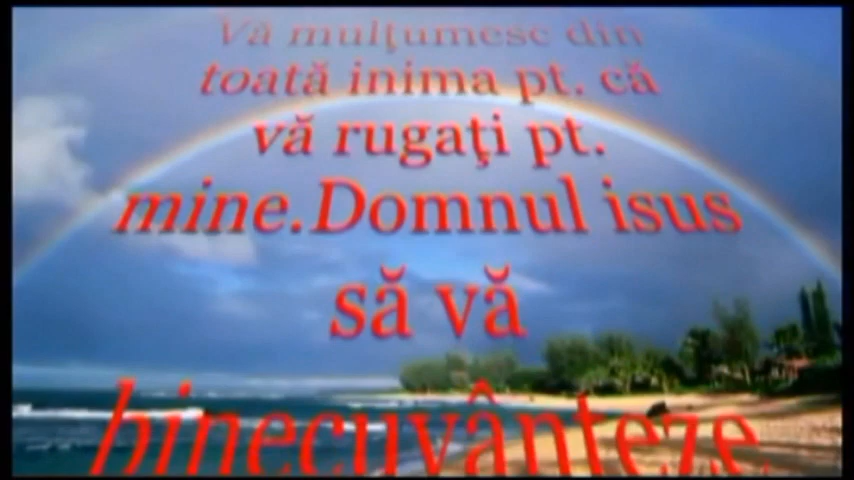 Vă mulţumesc din
toată inima pt. că
vă rugaţi pt.
mine.Domnul isus
să vă
binecuvânteze